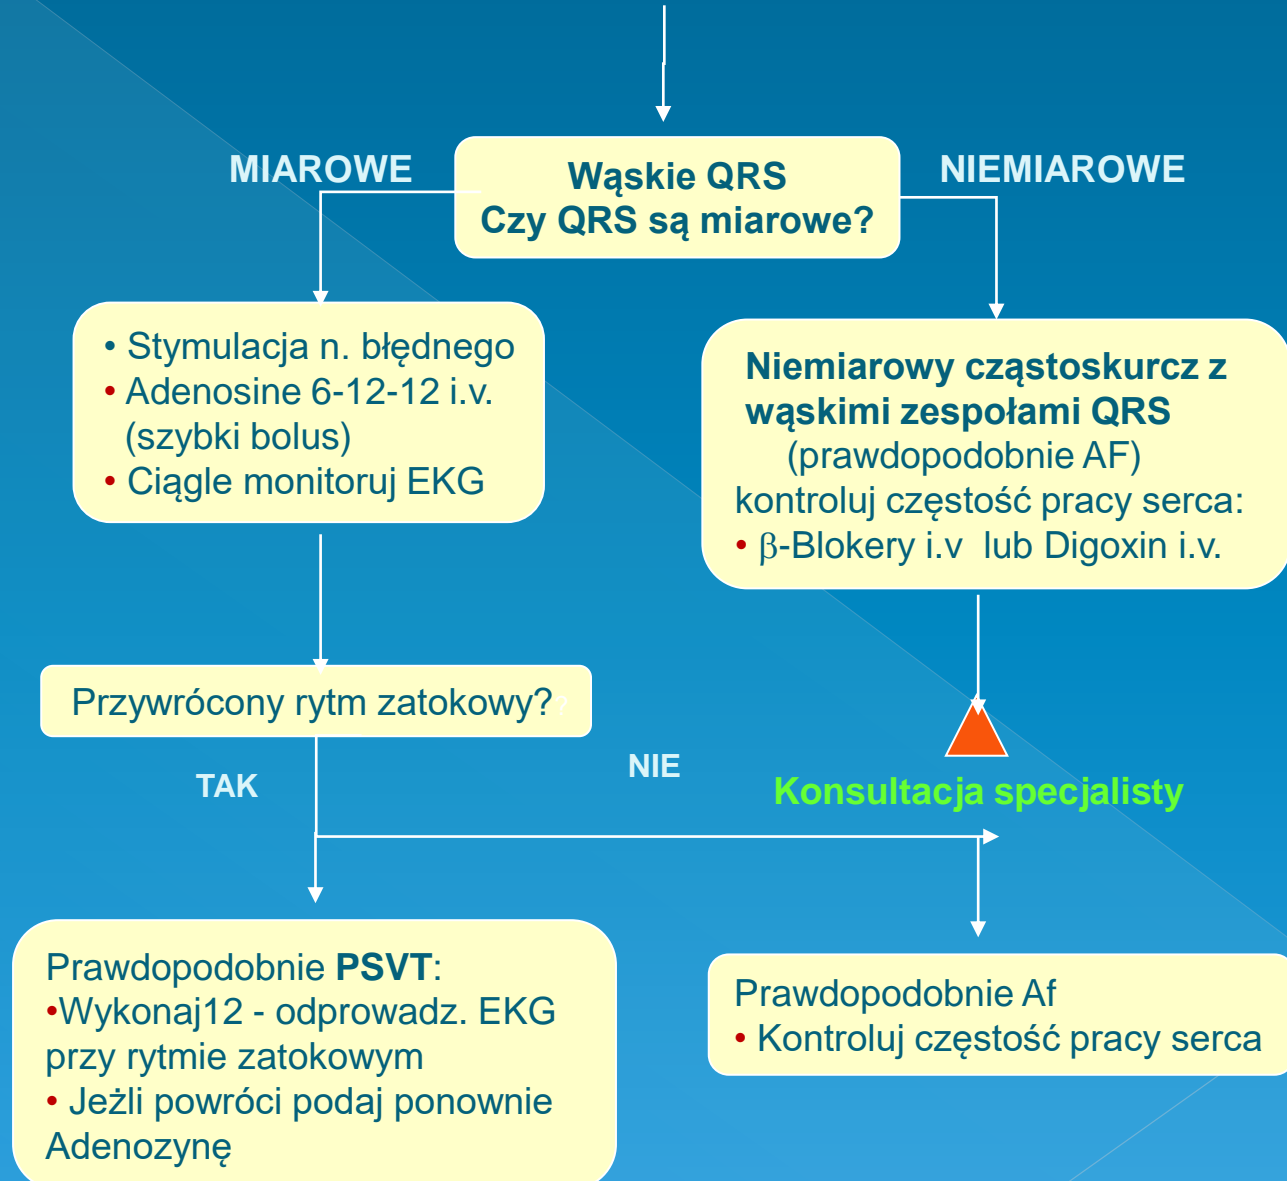 MIAROWE
Wąskie QRS
Czy QRS są miarowe?
NIEMIAROWE
• Stymulacja n. błędnego
• Adenosine 6-12-12 i.v.
(szybki bolus)
• Ciągle monitoruj EKG
Niemiarowy cząstoskurcz z
wąskimi zespołami QRS
(prawdopodobnie AF)
kontroluj częstość pracy serca:
• β-Blokery i.v lub Digoxin i.v.
Przywrócony rytm zatokowy??
TAK
NIE
Konsultacja specjalisty
Prawdopodobnie PSVT:
•Wykonaj12 - odprowadz. EKG
przy rytmie zatokowym
• Jeżli powróci podaj ponownie
Adenozynę
Prawdopodobnie Af
• Kontroluj częstość pracy serca